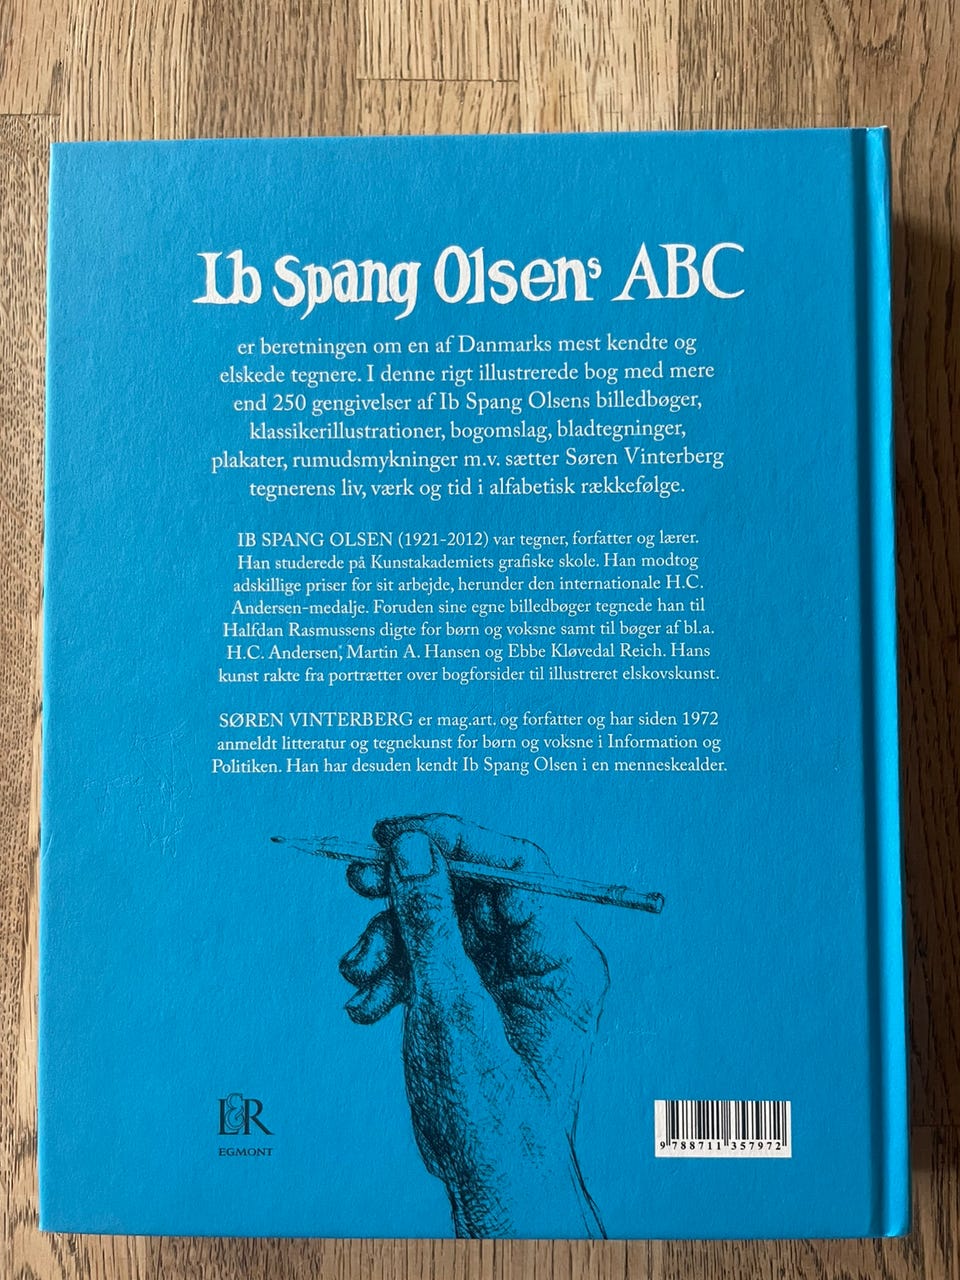 Ib Spang Olsens ABC
er beretningen om en af Danmarks mest kendte og
elskede tegnere. I denne rigt illustrerede bog med mere
end 250 gengivelser af Ib Spang Olsens billedbøger,
klassikerillustrationer, bogomslag, bladtegninger,
plakater, rumudsmykninger m.v. sætter Søren Vinterberg
tegnerens liv, værk og tid i alfabetisk rækkefølge.
IB SPANG OLSEN (1921-2012) var tegner, forfatter og lærer.
Han studerede på Kunstakademiets grafiske skole. Han modtog
adskillige priser for sit arbejde, herunder den internationale H.C.
Andersen-medalje. Foruden sine egne billedbøger tegnede han til
Halfdan Rasmussens digte for børn og voksne samt til bøger af bl.a.
H.C. Andersen, Martin A. Hansen og Ebbe Kløvedal Reich. Hans
kunst rakte fra portrætter over bogforsider til illustreret elskovskunst.
SØREN VINTERBERG er mag.art. og forfatter og har siden 1972
anmeldt litteratur og tegnekunst for børn og voksne i Information og
Politiken. Han har desuden kendt Ib Spang Olsen i en menneskealder.
L&R
EGMONT
9 788711 357972